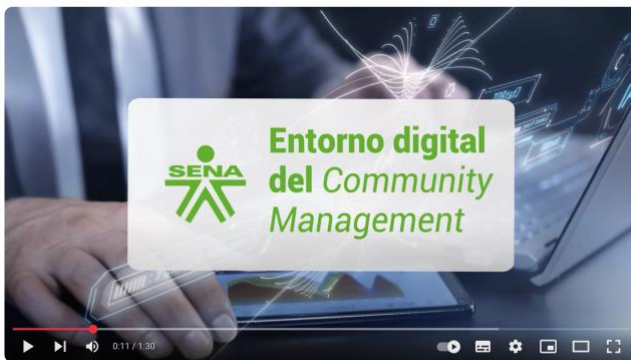 SENA
Entorno digital
del Community
Management
0:11 / 1:30